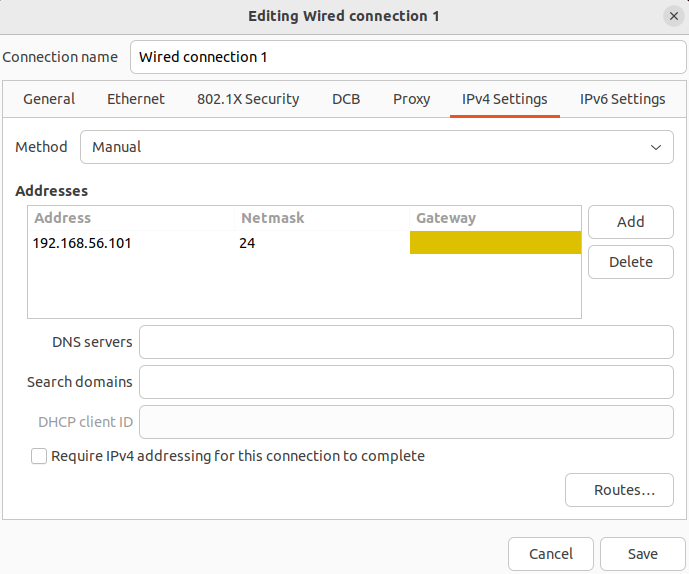 Editing Wired connection 1
Connection name Wired connection 1
General Ethernet 802.1X Security DCB Proxy IPv4 Settings IPv6 Settings
Method Manual
Addresses
Address Netmask Gateway
192.168.56.101 24
Add
Delete
DNS servers
Search domains
DHCP client ID
Require IPv4 addressing for this connection to complete
Routes…
Cancel Save